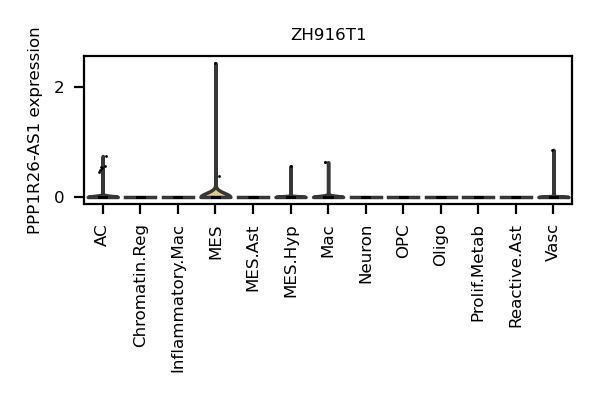 ZH916T1
PPP1R26-AS1 expression
2
0
AC
Chromatin.Reg
Inflammatory.Mac
MES
MES.Ast
MES.Hyp
Mac
Neuron
OPC
Oligo
Prolif.Metab
Reactive.Ast
Vasc